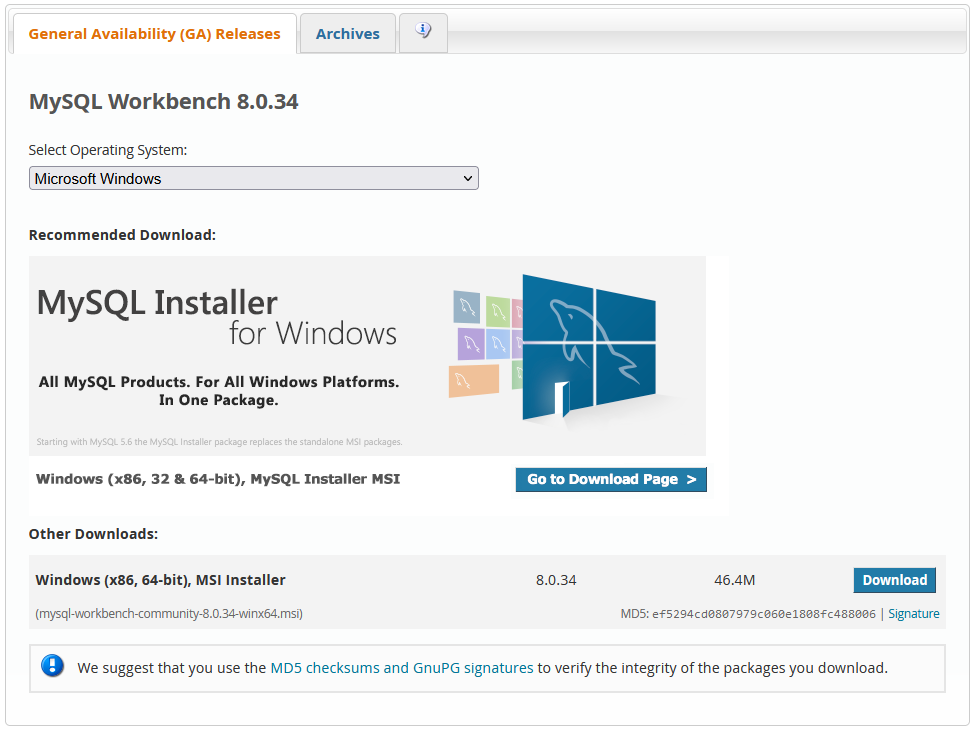 General Availability (GA) Releases
Archives
MySQL Workbench 8.0.34
Select Operating System:
Microsoft Windows
Recommended Download:
MySQL Installer
for Windows
All MySQL Products. For All Windows Platforms.
In One Package.
Starting with MySQL 5.6 the MySQL Installer package replaces the standalone MSI packages.
Windows (x86, 32 & 64-bit), MySQL Installer MSI
Go to Download Page >
Other Downloads:
Windows (x86, 64-bit), MSI Installer 8.0.34 46.4M Download
(mysql-workbench-community-8.0.34-winx64.msi) MD5: ef5294cd0807979c060e1808fc488006 | Signature
We suggest that you use the MD5 checksums and GnuPG signatures to verify the integrity of the packages you download.